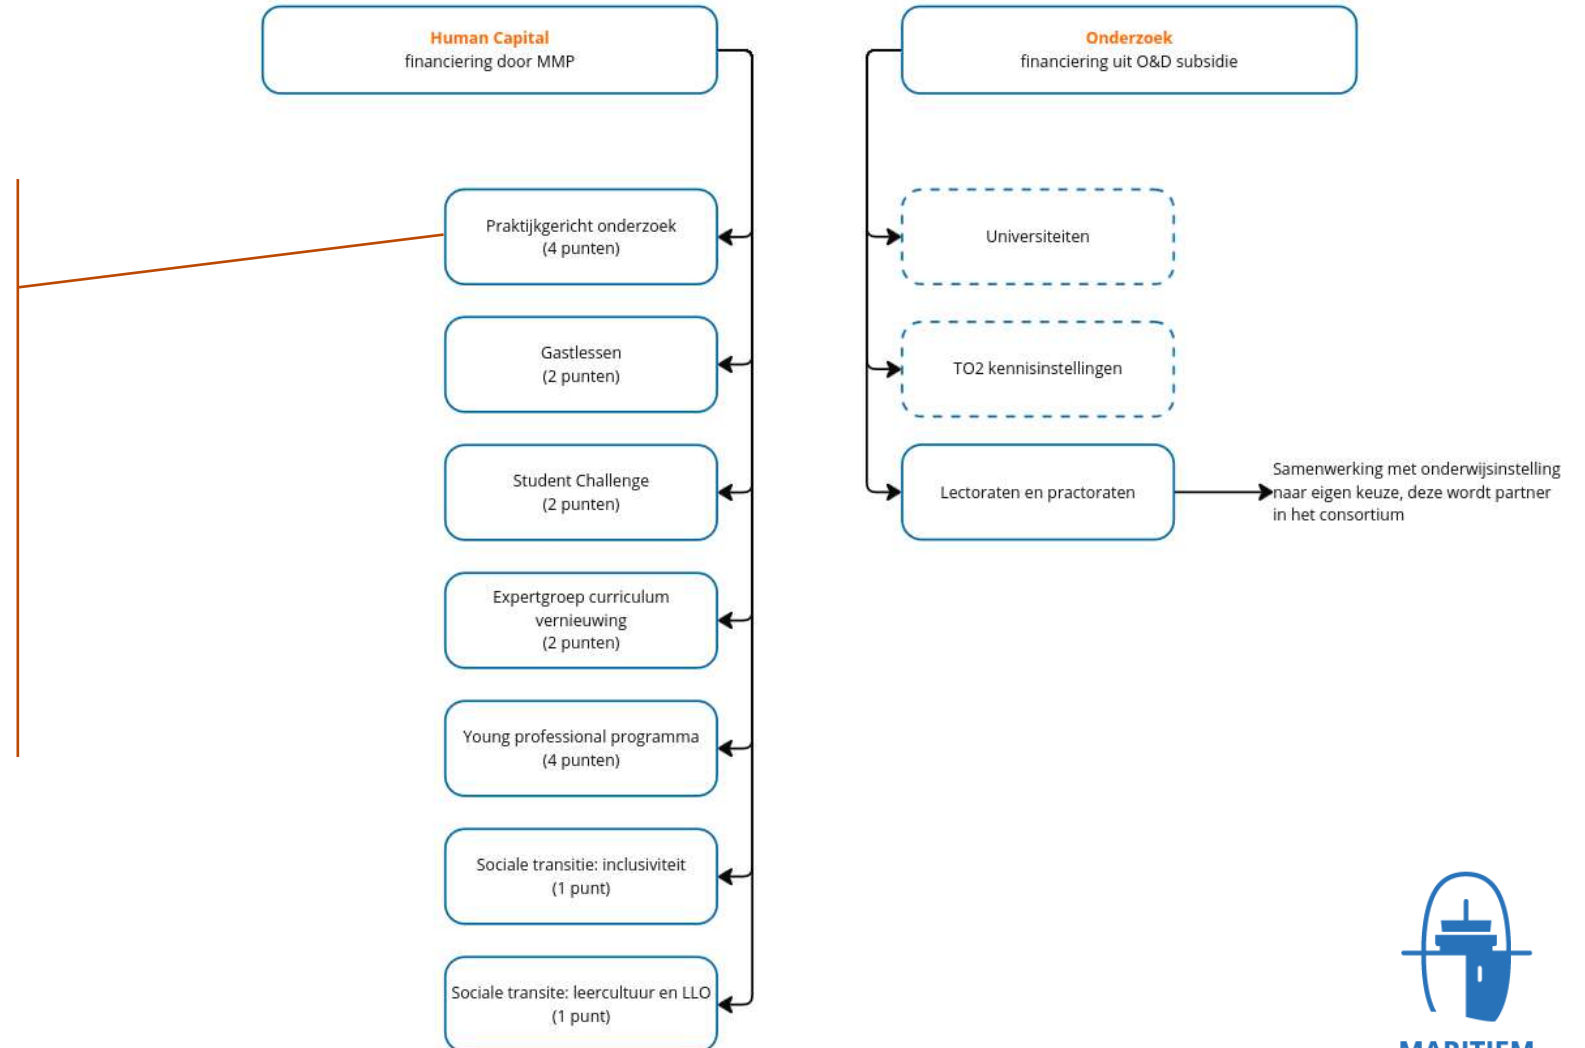 Human Capital
financiering door MMP
Praktijkgericht onderzoek
(4 punten)
Gastlessen
(2 punten)
Student Challenge
(2 punten)
Expertgroep curriculum
vernieuwing
(2 punten)
Young professional programma
(4 punten)
Sociale transitie: inclusiviteit
(1 punt)
Sociale transite: leercultuur en LLO
(1 punt)
Onderzoek
financiering uit O&D subsidie
Universiteiten
TO2 kennisinstellingen
Lectoraten en practoraten
Samenwerking met onderwijsinstelling
naar eigen keuze, deze wordt partner
in het consortium
MARITIEM